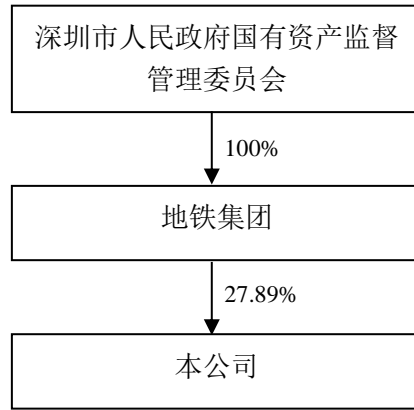 深圳市人民政府国有资产监督
管理委员会
100%
地铁集团
27.89%
本公司